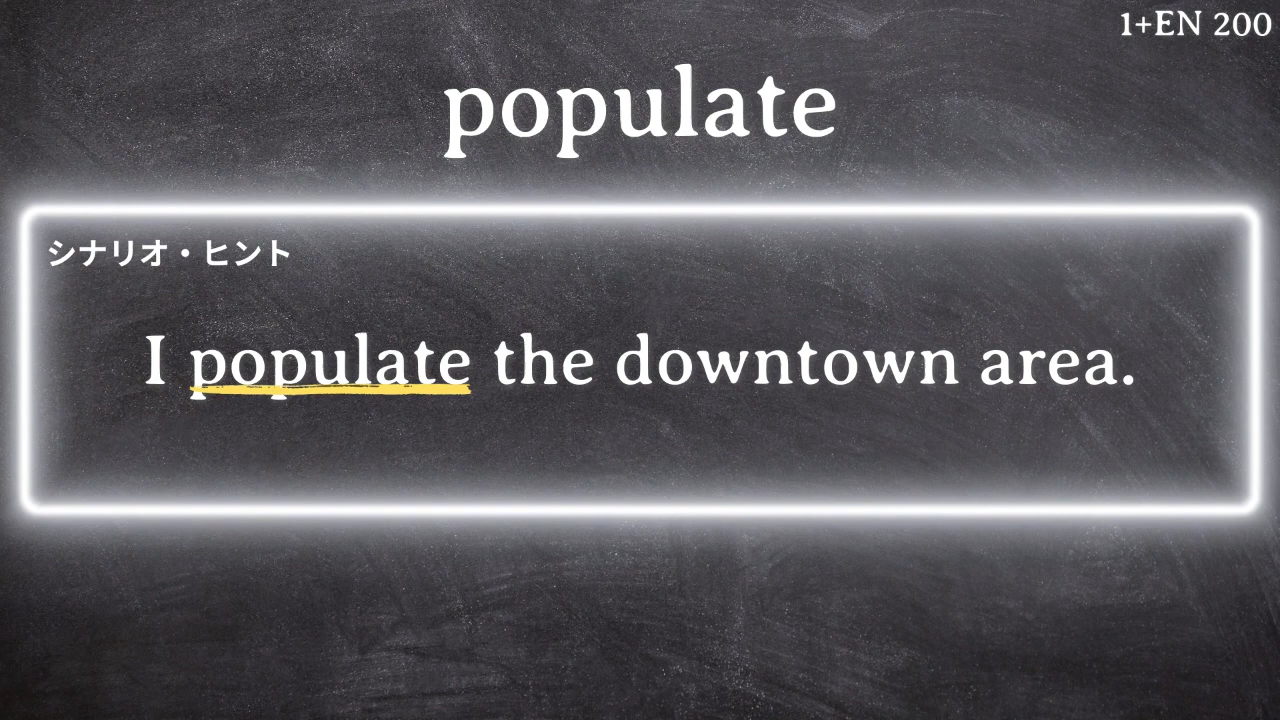 1+EN 200
populate
シナリオ・ヒント
I populate the downtown area.